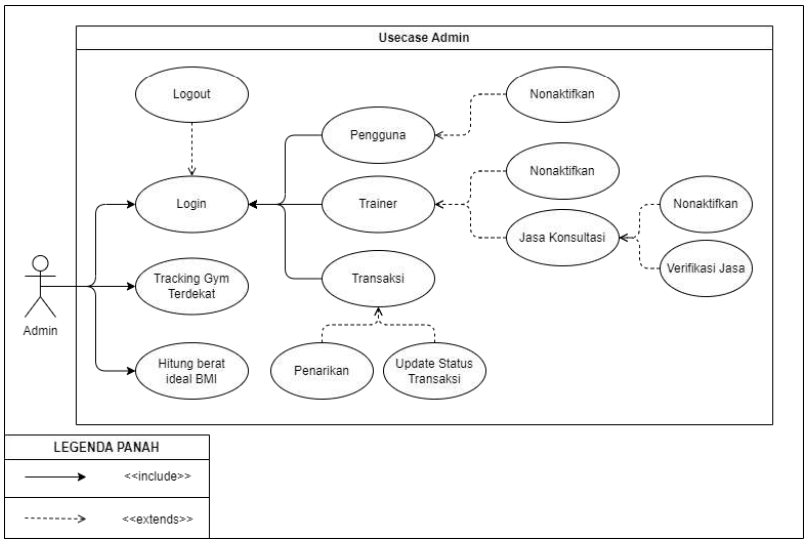 Usecase Admin
Logout
Nonaktifkan
Pengguna
Nonaktifkan
Login
Trainer
Nonaktifkan
Jasa Konsultasi
Verifikasi Jasa
Tracking Gym
Terdekat
Transaksi
Admin
Hitung berat
ideal BMI
Penarikan
Update Status
Transaksi
LEGENDA PANAH
<<include>>
<<extends>>